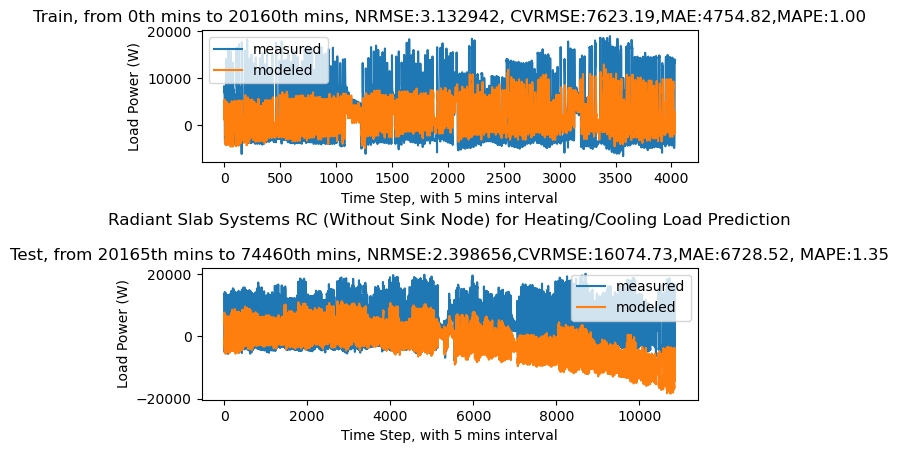 Train, from 0th mins to 20160th mins, NRMSE:3.132942, CVRMSE:7623.19,MAE:4754.82,MAPE:1.00
20000
10000
0
Load Power (W)
measured
modeled
0 500 1000 1500 2000 2500 3000 3500 4000
Time Step, with 5 mins interval
Radiant Slab Systems RC (Without Sink Node) for Heating/Cooling Load Prediction
Test, from 20165th mins to 74460th mins, NRMSE:2.398656,CVRMSE:16074.73,MAE:6728.52, MAPE:1.35
20000
0
−20000
Load Power (W)
measured
modeled
0 2000 4000 6000 8000 10000
Time Step, with 5 mins interval